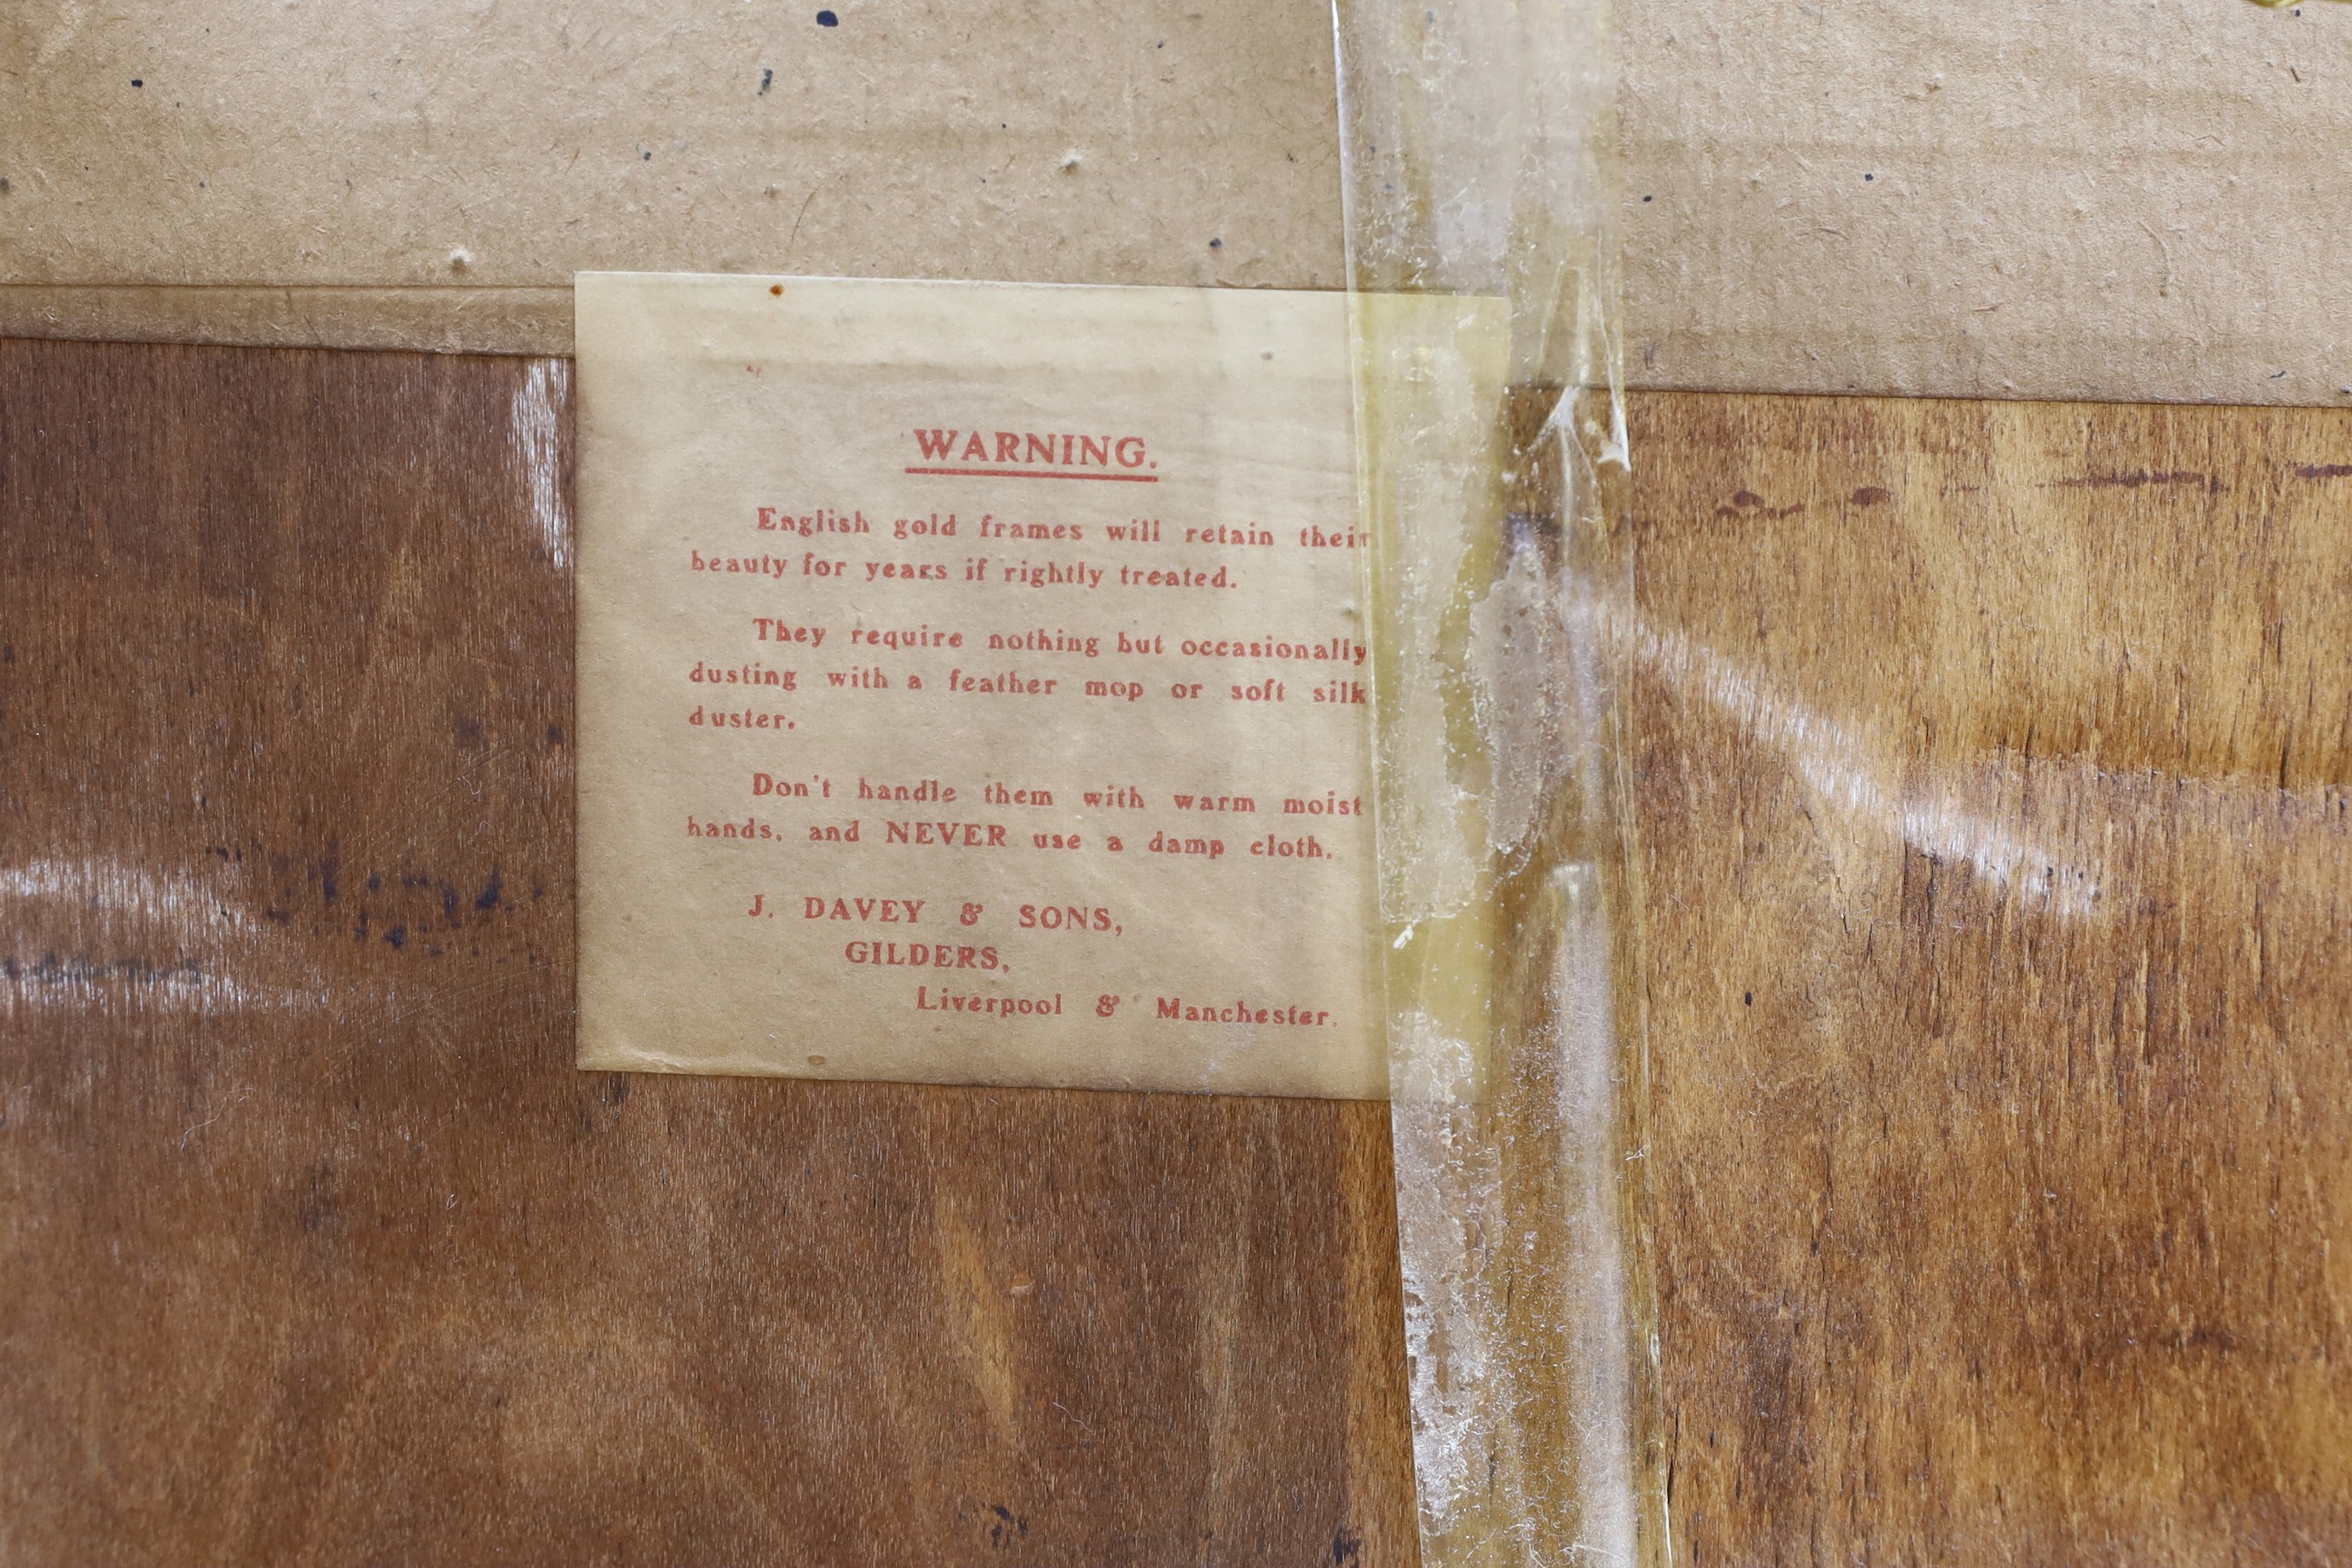 WARNING.
English gold frames will retain their
beauty for years if rightly treated.
They require nothing but occasionally
dusting with a feather mop or soft silk
duster.
Don't handle them with warm moist
hands, and NEVER use a damp cloth.
J. DAVEY & SONS,
GILDERS,
Liverpool & Manchester.